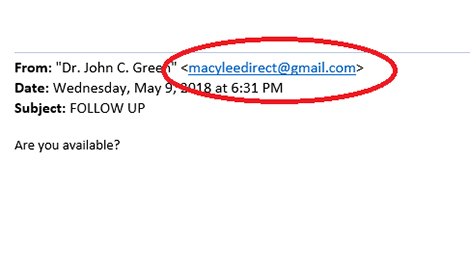 From: "Dr. John C. Green" <macyleedirect@gmail.com>
Date: Wednesday, May 9, 2018 at 6:31 PM
Subject: FOLLOW UP
Are you available?